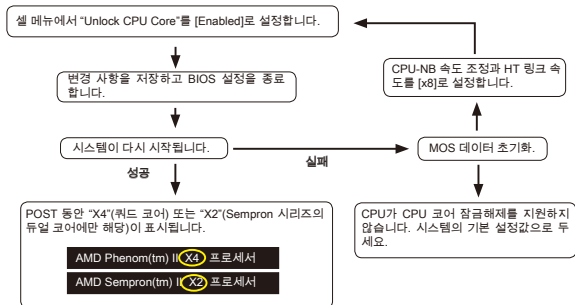 셀 메뉴에서 “Unlock CPU Core”를 [Enabled]로 설정합니다.
변경 사항을 저장하고 BIOS 설정을 종료
합니다.
CPU-NB 속도 조정과 HT 링크 속
도를 [x8]로 설정합니다.
시스템이 다시 시작됩니다.
실패
MOS 데이터 초기화.
성공
POST 동안 “X4”(쿼드 코어) 또는 “X2”(Sempron 시리즈의
듀얼 코어에만 해당)이 표시됩니다.
AMD Phenom(tm) II X4 프로세서
AMD Sempron(tm) II X2 프로세서
CPU가 CPU 코어 잠금해제를 지원하지
않습니다. 시스템의 기본 설정값으로 두
세요.